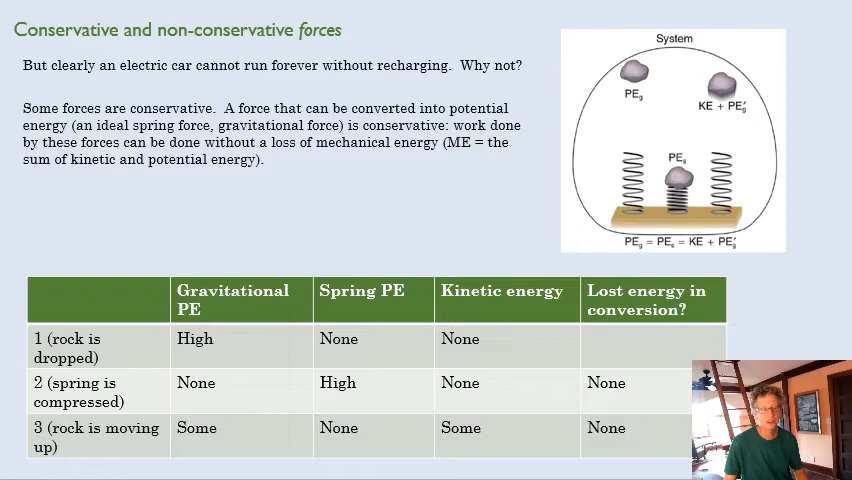 Conservative and non-conservative forces
But clearly an electric car cannot run forever without recharging.  Why not?
Some forces are conservative.  A force that can be converted into potential
energy (an ideal spring force, gravitational force) is conservative: work done
by these forces can be done without a loss of mechanical energy (ME = the
sum of kinetic and potential energy).
System
PEg
KE + PE'g
PEs
PEg = PEs = KE + PE'g
Gravitational PE | Spring PE | Kinetic energy | Lost energy in conversion?
1 (rock is dropped) | High | None | None
2 (spring is compressed) | None | High | None | None
3 (rock is moving up) | Some | None | Some | None